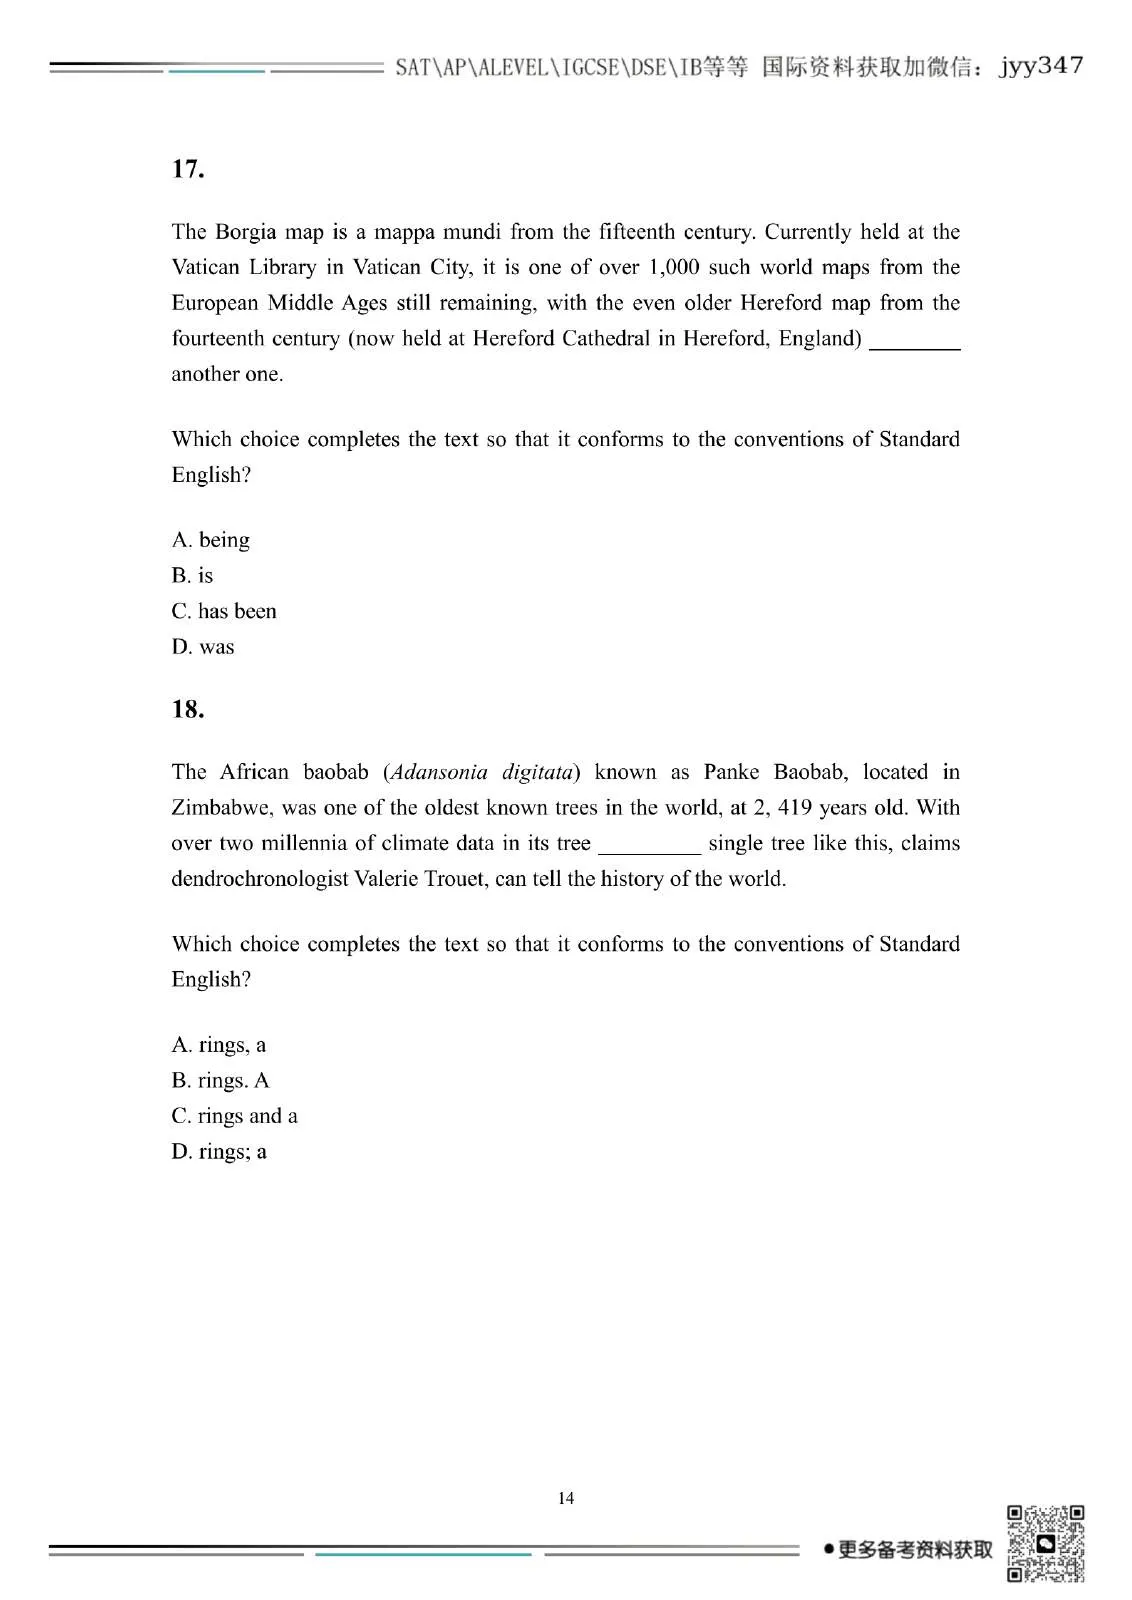 SAT\AP\ALEVEL\IGCSE\DSE\IB等等 国际资料获取加微信：jyy347
17.
The Borgia map is a mappa mundi from the fifteenth century. Currently held at the
Vatican Library in Vatican City, it is one of over 1,000 such world maps from the
European Middle Ages still remaining, with the even older Hereford map from the
fourteenth century (now held at Hereford Cathedral in Hereford, England) ________
another one.
Which choice completes the text so that it conforms to the conventions of Standard
English?
A. being
B. is
C. has been
D. was
18.
The African baobab (Adansonia digitata) known as Panke Baobab, located in
Zimbabwe, was one of the oldest known trees in the world, at 2, 419 years old. With
over two millennia of climate data in its tree _________ single tree like this, claims
dendrochronologist Valerie Trouet, can tell the history of the world.
Which choice completes the text so that it conforms to the conventions of Standard
English?
A. rings, a
B. rings. A
C. rings and a
D. rings; a
14
●更多备考资料获取